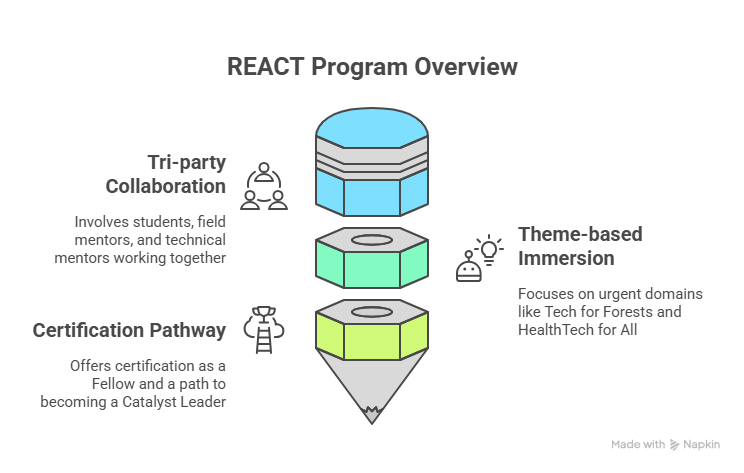 REACT Program Overview
Tri-party
Collaboration
Involves students, field
mentors, and technical
mentors working together
Theme-based
Immersion
Focuses on urgent domains
like Tech for Forests and
HealthTech for All
Certification Pathway
Offers certification as a
Fellow and a path to
becoming a Catalyst Leader
Made with Napkin